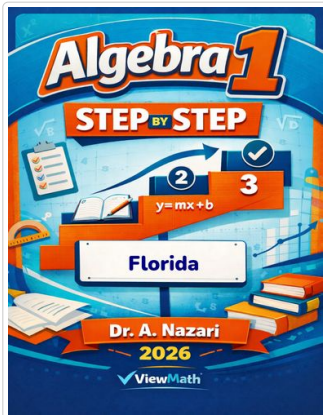 Algebra 1
STEP BY STEP
√B
√D
2
3
y=mx+b
Florida
Dr. A. Nazari
2026
ViewMath